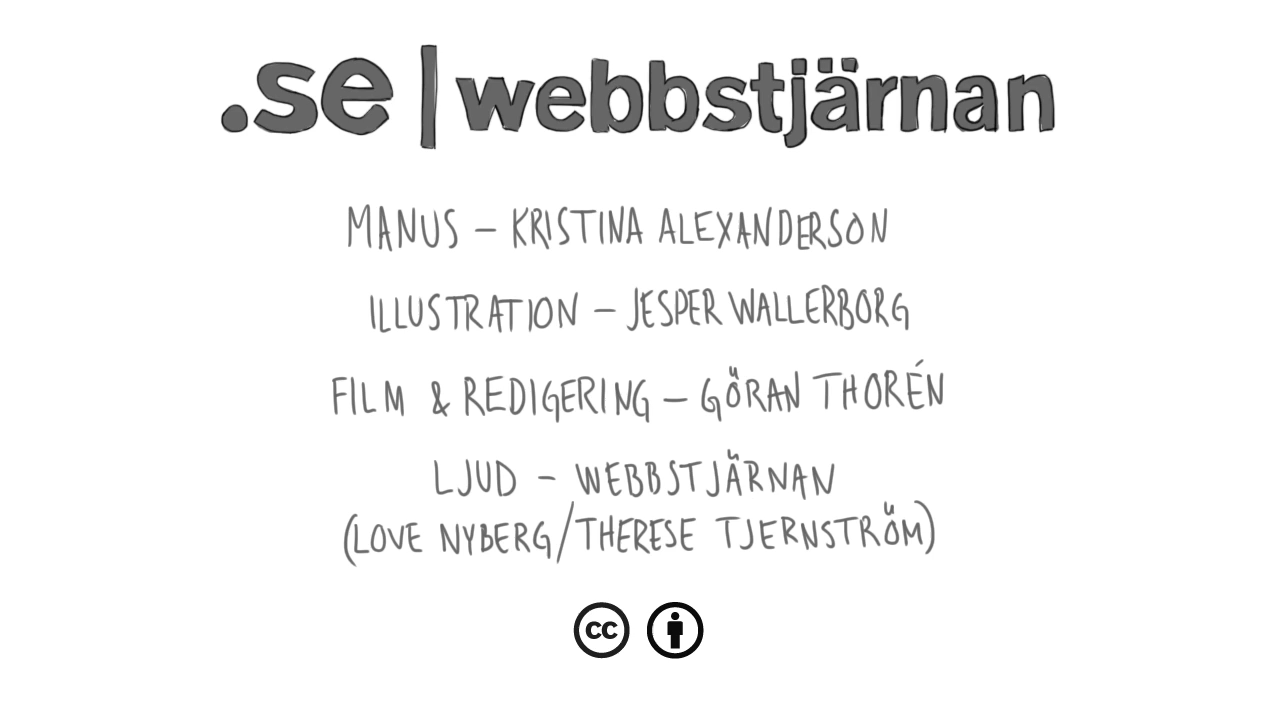 .se | webbstjärnan
MANUS – KRISTINA ALEXANDERSON
ILLUSTRATION – JESPER WALLERBORG
FILM & REDIGERING – GÖRAN THORÉN
LJUD – WEBBSTJÄRNAN
(LOVE NYBERG/THERESE TJERNSTRÖM)
cc